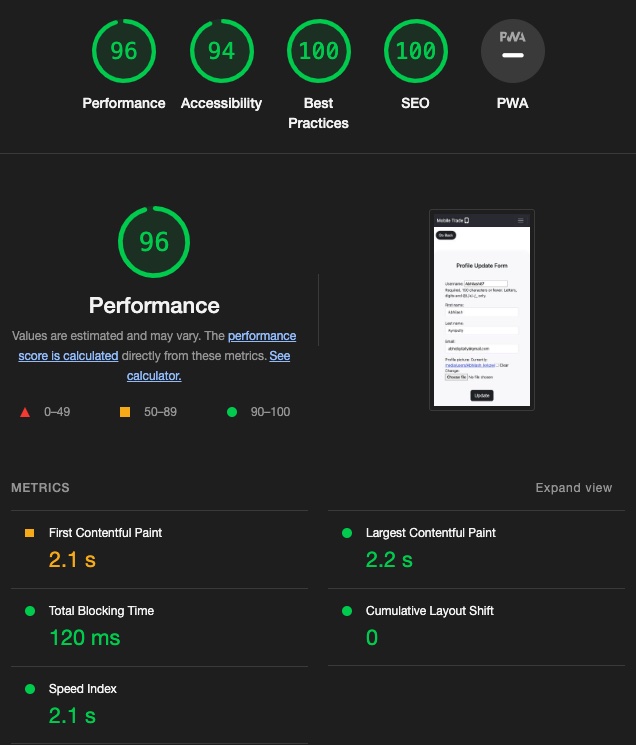 96
94
100
100
PWA
Performance
Accessibility
Best
Practices
SEO
PWA
96
Performance
Values are estimated and may vary. The performance
score is calculated directly from these metrics. See
calculator.
0–49
50–89
90–100
Mobile Trade
Go Back
Profile Update Form
Username:
Required. 150 characters or fewer. Letters,
digits and @/./+/-/_ only.
First name:
Last name:
Email:
Profile picture: Currently:
Clear
Change:
Choose file No file chosen
Update
METRICS
Expand view
First Contentful Paint
2.1 s
Largest Contentful Paint
2.2 s
Total Blocking Time
120 ms
Cumulative Layout Shift
0
Speed Index
2.1 s